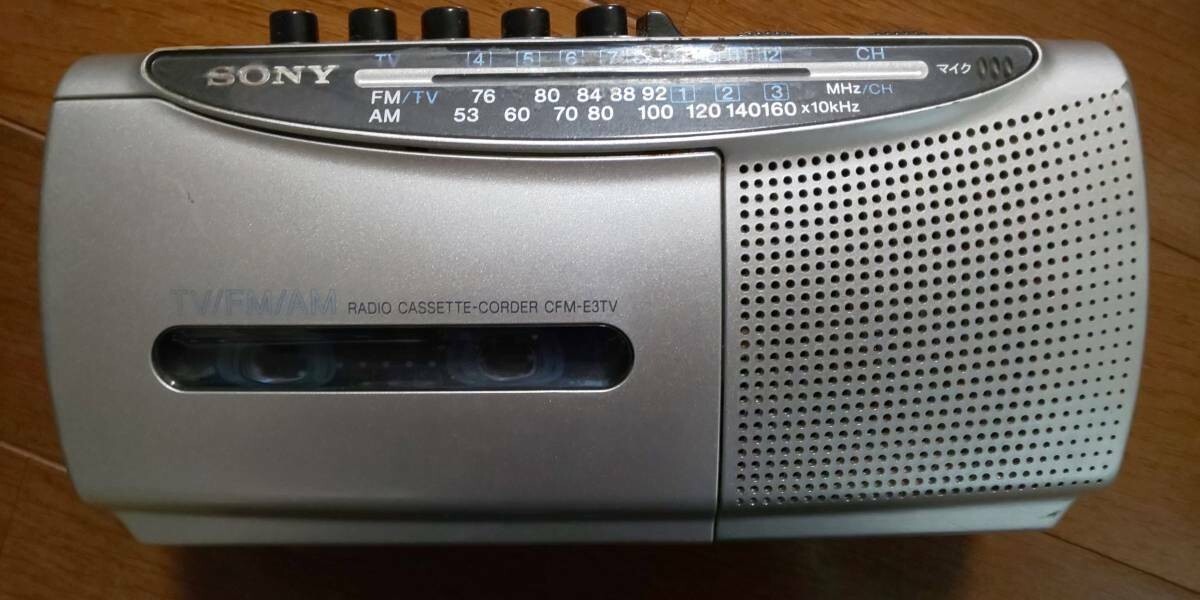 SONY
TV 4 5 6 7 12 CH
マイク
FM/TV 76 80 84 88 92 1 2 3 MHz/CH
AM 53 60 70 80 100 120 140 160 x10kHz
TV/FM/AM RADIO CASSETTE-CORDER CFM-E3TV